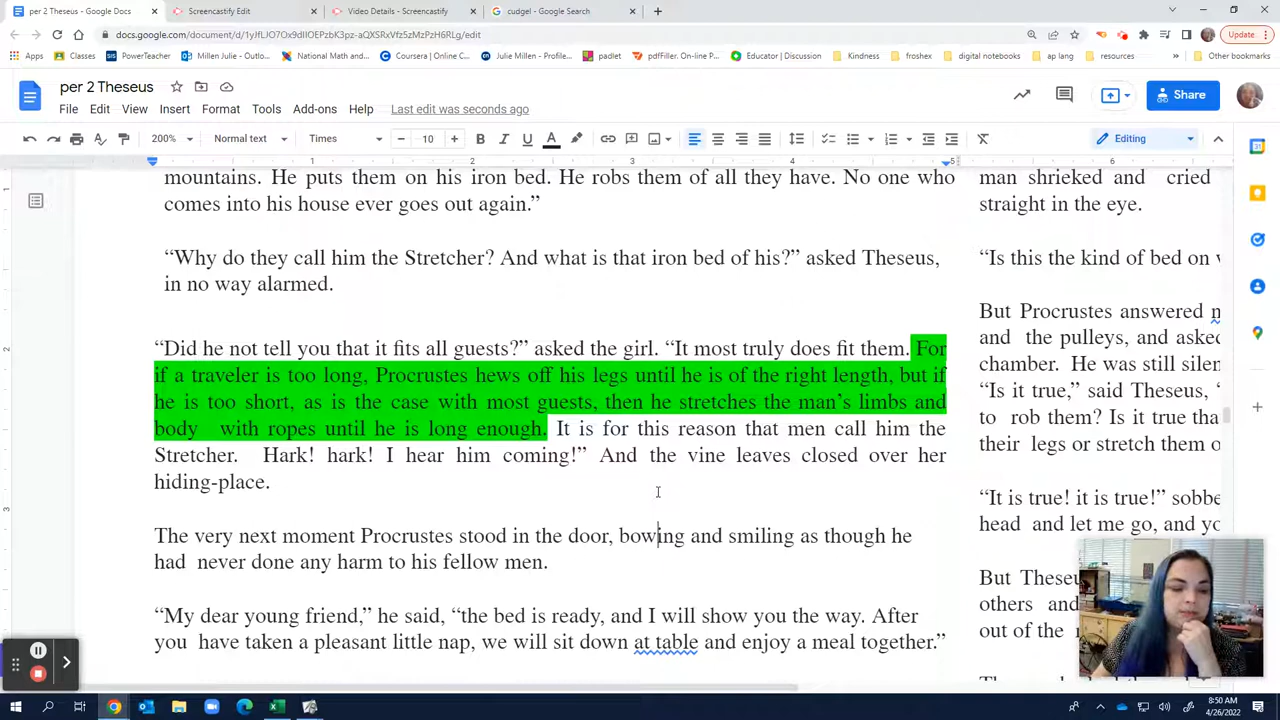 per 2 Theseus - Google Docs
Screencastify Edit
Video Details - Screencastify
cudgel - Google Search
docs.google.com/document/d/1yJfLIO7Ox9dIIOEPzbK3pz-aQXSRxVfz5zMzPzH6RLg/edit
Update
Apps
Classes
PowerTeacher
Millen Julie - Outlo...
National Math and...
Coursera | Online C...
Julie Millen - Profile...
padlet
pdfFiller. On-line P...
Educator | Discussion
Kindness
froshex
digital notebooks
ap lang
resources
Other bookmarks
per 2 Theseus
File Edit View Insert Format Tools Add-ons Help Last edit was seconds ago
Share
200% Normal text Times 10 Editing
1 2 3 4 5
mountains. He puts them on his iron bed. He robs them of all they have. No one who
comes into his house ever goes out again.”
“Why do they call him the Stretcher? And what is that iron bed of his?” asked Theseus,
in no way alarmed.
“Did he not tell you that it fits all guests?” asked the girl. “It most truly does fit them. For
if a traveler is too long, Procrustes hews off his legs until he is of the right length, but if
he is too short, as is the case with most guests, then he stretches the man’s limbs and
body with ropes until he is long enough. It is for this reason that men call him the
Stretcher. Hark! hark! I hear him coming!” And the vine leaves closed over her
hiding-place.
The very next moment Procrustes stood in the door, bowing and smiling as though he
had never done any harm to his fellow men.
“My dear young friend,” he said, “the bed is ready, and I will show you the way. After
you have taken a pleasant little nap, we will sit down at table and enjoy a meal together.”
man shrieked and cried
straight in the eye.
“Is this the kind of bed on
But Procrustes answered
and the pulleys, and asked
chamber. He was still silen
“Is it true,” said Theseus, “
to rob them? Is it true tha
their legs or stretch them o
“It is true! it is true!” sobbe
head and let me go, and yo
But Theseu
others and
out of the
8:50 AM
4/26/2022